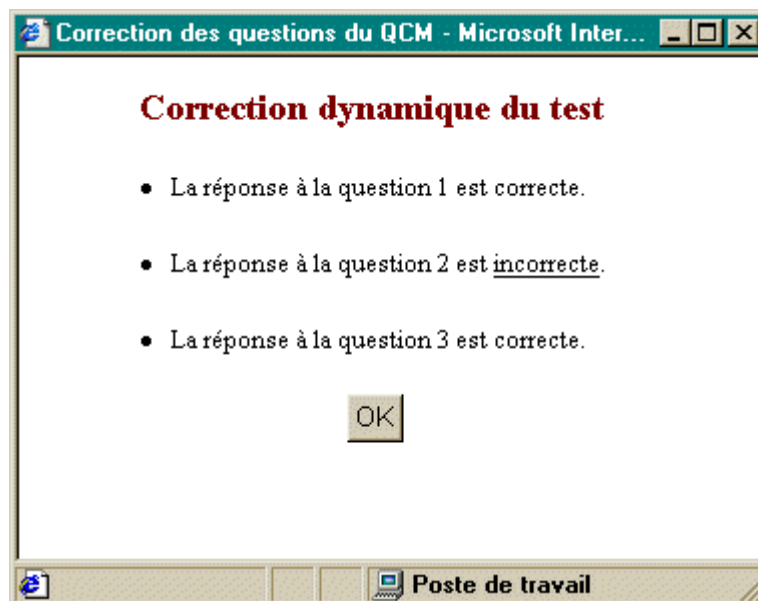 Correction des questions du QCM - Microsoft Inter...
Correction dynamique du test
La réponse à la question 1 est correcte.
La réponse à la question 2 est incorrecte.
La réponse à la question 3 est correcte.
OK
Poste de travail